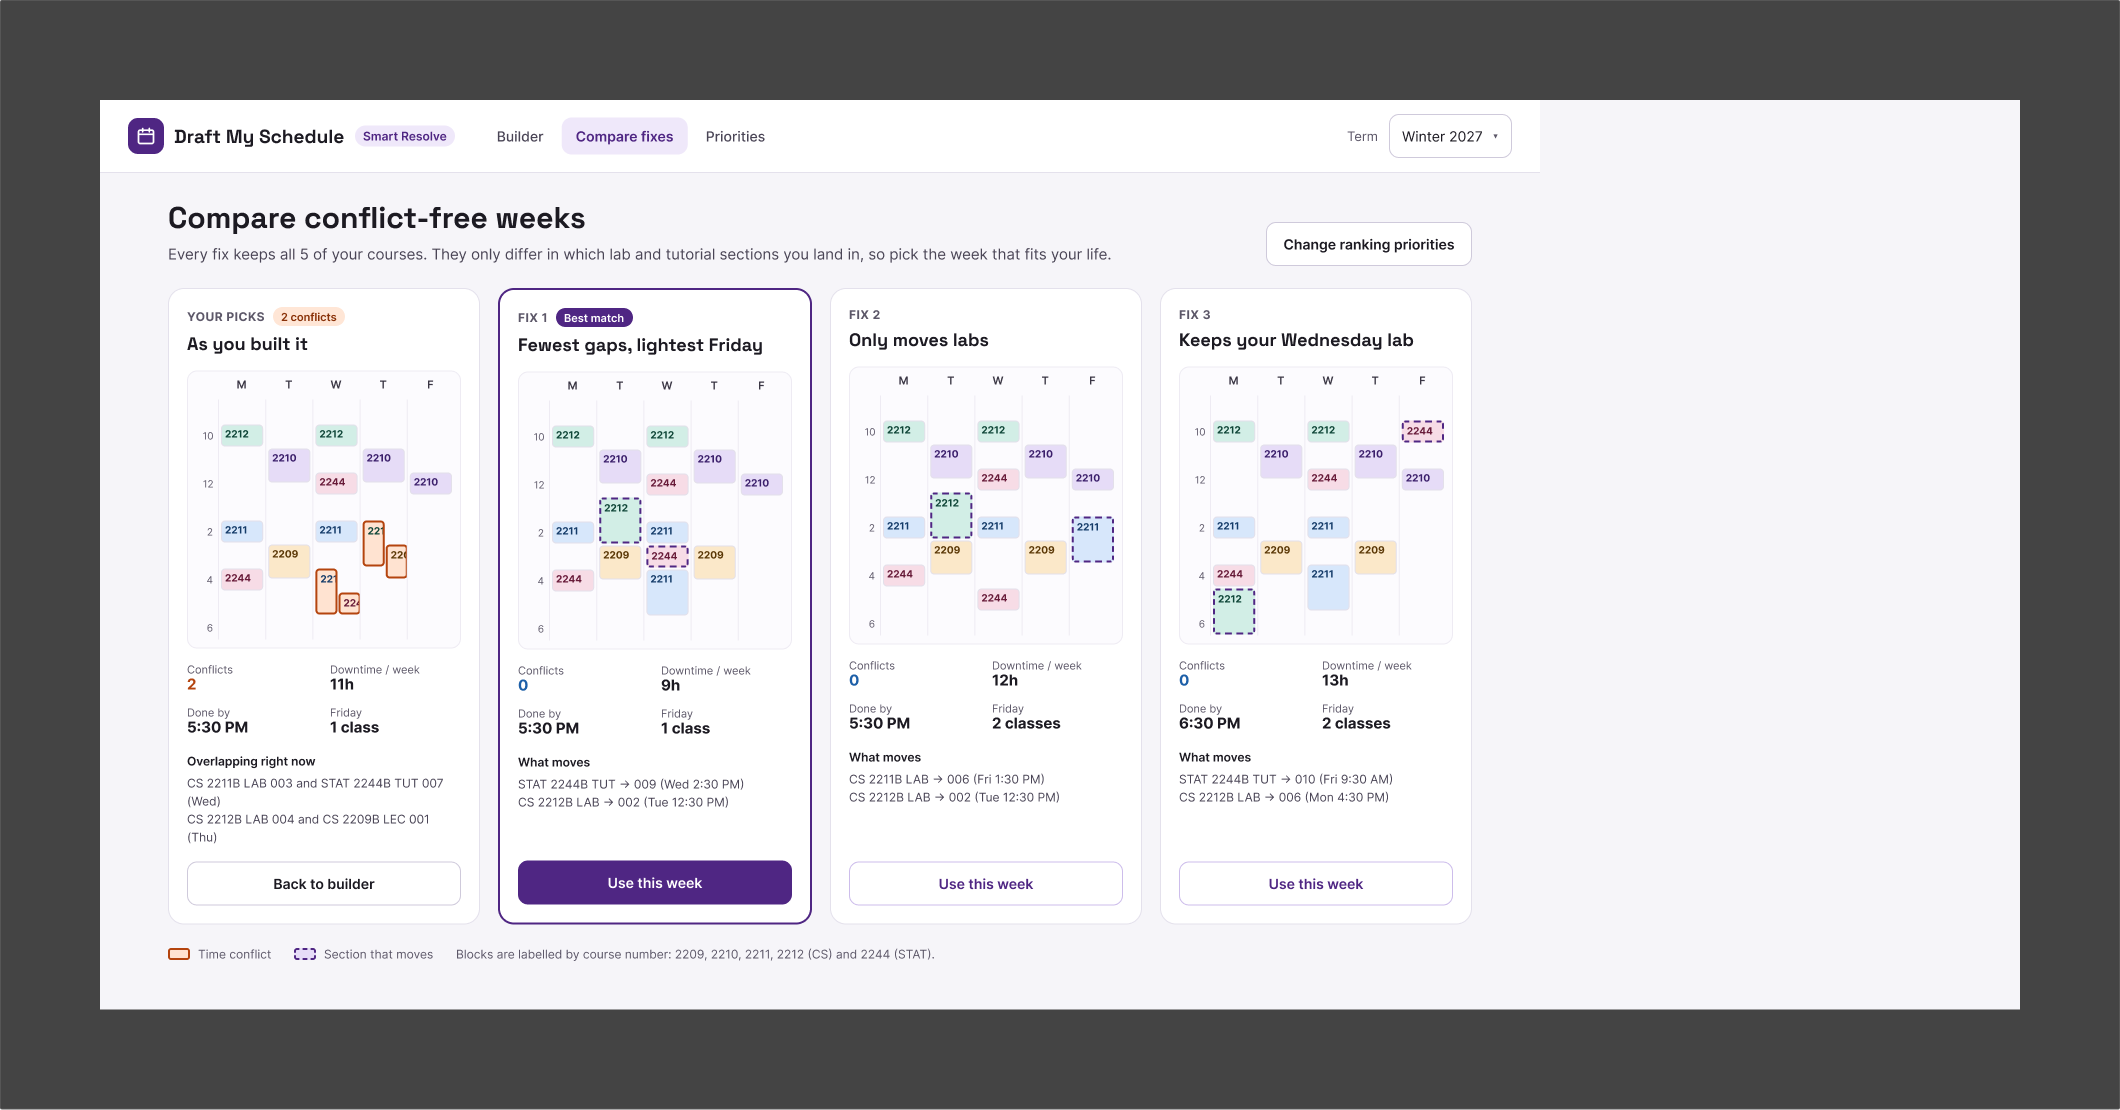 Draft My Schedule
Smart Resolve
Builder
Compare fixes
Priorities
Term
Winter 2027
Compare conflict-free weeks
Every fix keeps all 5 of your courses. They only differ in which lab and tutorial sections you land in, so pick the week that fits your life.
Change ranking priorities
YOUR PICKS 2 conflicts
As you built it
M T W T F
10 2212 2212
2210 2210
12 2244 2210
2 2211 2211 221
2209 220
4 2244 221
224
6
Conflicts Downtime / week
2 11h
Done by Friday
5:30 PM 1 class
Overlapping right now
CS 2211B LAB 003 and STAT 2244B TUT 007
(Wed)
CS 2212B LAB 004 and CS 2209B LEC 001
(Thu)
Back to builder
FIX 1 Best match
Fewest gaps, lightest Friday
M T W T F
10 2212 2212
2210 2210
12 2244 2210
2212
2 2211 2211
2209 2244 2209
4 2244 2211
6
Conflicts Downtime / week
0 9h
Done by Friday
5:30 PM 1 class
What moves
STAT 2244B TUT → 009 (Wed 2:30 PM)
CS 2212B LAB → 002 (Tue 12:30 PM)
Use this week
FIX 2
Only moves labs
M T W T F
10 2212 2212
2210 2210
12 2244 2210
2212
2 2211 2211 2211
2209 2209
4 2244
2244
6
Conflicts Downtime / week
0 12h
Done by Friday
5:30 PM 2 classes
What moves
CS 2211B LAB → 006 (Fri 1:30 PM)
CS 2212B LAB → 002 (Tue 12:30 PM)
Use this week
FIX 3
Keeps your Wednesday lab
M T W T F
10 2212 2212 2244
2210 2210
12 2244 2210
2 2211 2211
2209 2209
4 2244 2211
2212
6
Conflicts Downtime / week
0 13h
Done by Friday
6:30 PM 2 classes
What moves
STAT 2244B TUT → 010 (Fri 9:30 AM)
CS 2212B LAB → 006 (Mon 4:30 PM)
Use this week
Time conflict
Section that moves
Blocks are labelled by course number: 2209, 2210, 2211, 2212 (CS) and 2244 (STAT).